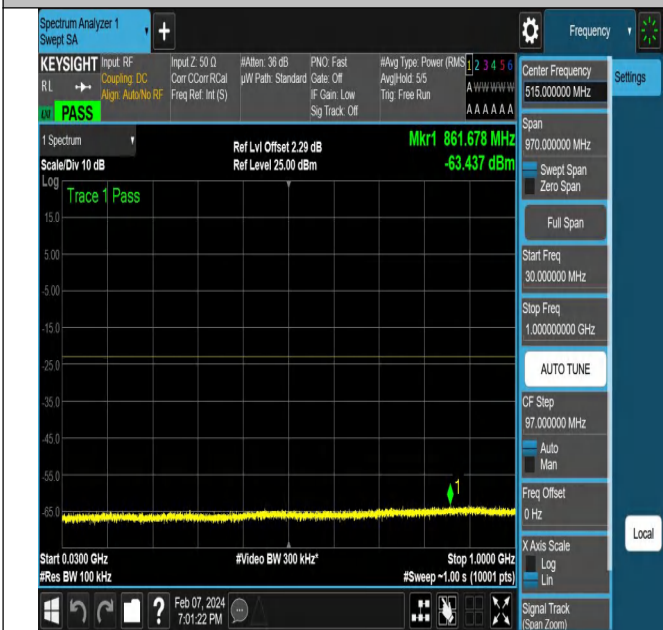 Spectrum Analyzer 1
Swept SA
+
Frequency
KEYSIGHT
RL
LXI
PASS
Input: RF
Coupling: DC
Align: Auto/No RF
Input Z: 50 Ω
Corr CCorr RCal
Freq Ref: Int (S)
#Atten: 36 dB
µW Path: Standard
PNO: Fast
Gate: Off
IF Gain: Low
Sig Track: Off
#Avg Type: Power (RMS
Avg|Hold: 5/5
Trig: Free Run
1 2 3 4 5 6
A W W W W W
A A A A A A
1 Spectrum
Scale/Div 10 dB
Log
Ref Lvl Offset 2.29 dB
Ref Level 25.00 dBm
Mkr1 861.678 MHz
-63.437 dBm
Trace 1 Pass
15.0
5.00
-5.00
-15.0
-25.0
-35.0
-45.0
-55.0
-65.0
1
Start 0.0300 GHz
#Res BW 100 kHz
#Video BW 300 kHz*
Stop 1.0000 GHz
#Sweep ~1.00 s (10001 pts)
?
Feb 07, 2024
7:01:22 PM
Center Frequency
515.000000 MHz
Span
970.000000 MHz
Swept Span
Zero Span
Full Span
Start Freq
30.000000 MHz
Stop Freq
1.000000000 GHz
AUTO TUNE
CF Step
97.000000 MHz
Auto
Man
Freq Offset
0 Hz
X Axis Scale
Log
Lin
Signal Track
(Span Zoom)
Settings
Local